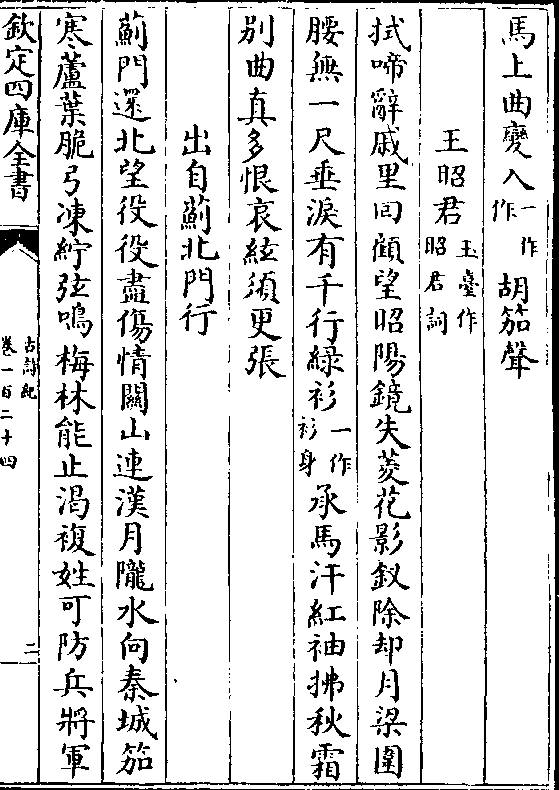 馬上曲變入一作作胡笳聲
王昭君玉臺作昭君詞
拭啼辭戚里回顧望昭陽鏡失菱花影釵除却月梁圍
腰無一尺垂淚有千行綠衫一作衫身承馬汗紅袖拂秋霜
別曲真多恨哀絃須更張
出自薊北門行
薊門還北望役役盡傷情關山連漢月隴水向秦城笳
寒蘆葉脆弓凍紵弦鳴梅林能止渴複姓可防兵將軍
欽定四庫全書
古詩紀
卷一百二十四
二